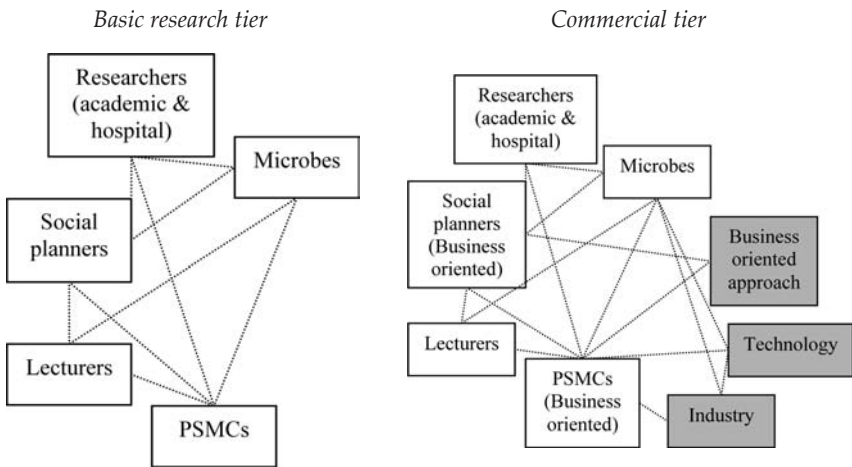 Basic research tier
Researchers
(academic &
hospital)
Microbes
Social
planners
Lecturers
PSMCs
Commercial tier
Researchers
(academic &
hospital)
Microbes
Social
planners
(Business
oriented)
Business
oriented
approach
Lecturers
Technology
PSMCs
(Business
oriented)
Industry